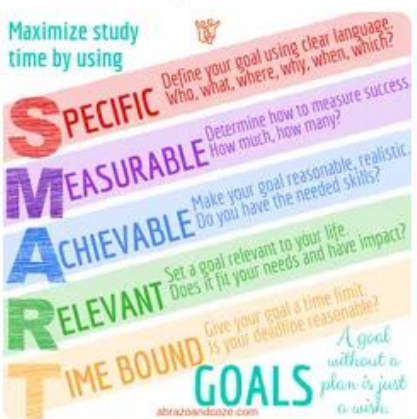 Maximize study
time by using
SPECIFIC
Define your goal using clear language.
Who, what, where, why, when, which?
MEASURABLE
Determine how to measure success.
How much, how many?
ACHIEVABLE
Make your goal reasonable, realistic.
Do you have the needed skills?
RELEVANT
Set a goal relevant to your life.
Does it fit your needs and have impact?
TIME BOUND
Give your goal a time limit.
Is your deadline reasonable?
GOALS
A goal
without a
plan is just
a wish.
abrazoandcoze.com